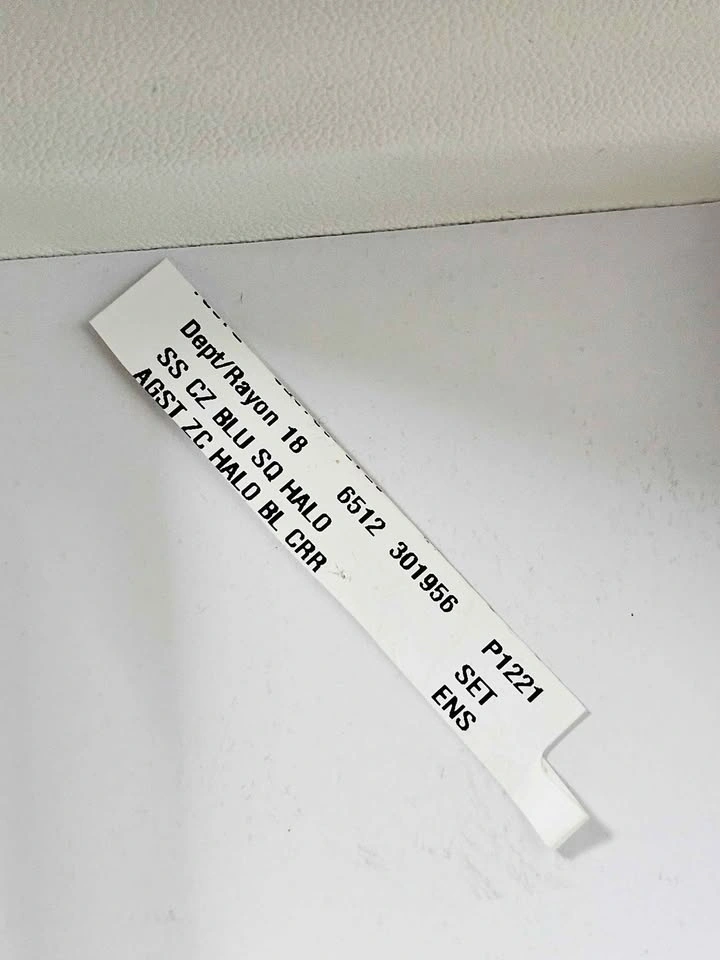 Dept/Rayon 18 6512 301956 P1221
SS CZ BLU SQ HALO SET
AGST ZC HALO BL CRR ENS